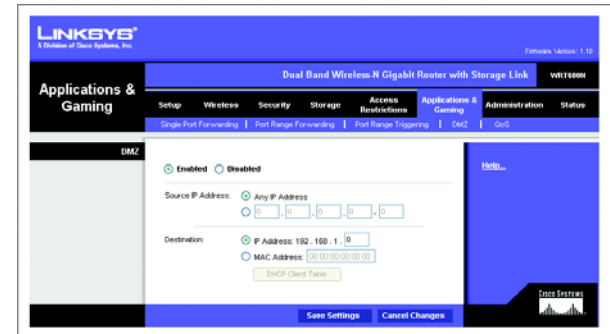 LINKSYS®
A Division of Cisco Systems, Inc.
Firmware Version: 1.10
Dual Band Wireless-N Gigabit Router with Storage Link WRT600N
Applications & Gaming
Setup Wireless Security Storage Access Restrictions Applications & Gaming Administration Status
Single Port Forwarding | Port Range Forwarding | Port Range Triggering | DMZ | QoS
DMZ
Enabled Disabled
Help...
Source IP Address: Any IP Address
0 . 0 . 0 . 0 . 0
Destination: IP Address: 192 . 168 . 1 . 0
MAC Address: 00:00:00:00:00:00
DHCP Client Table
Cisco Systems
Save Settings Cancel Changes